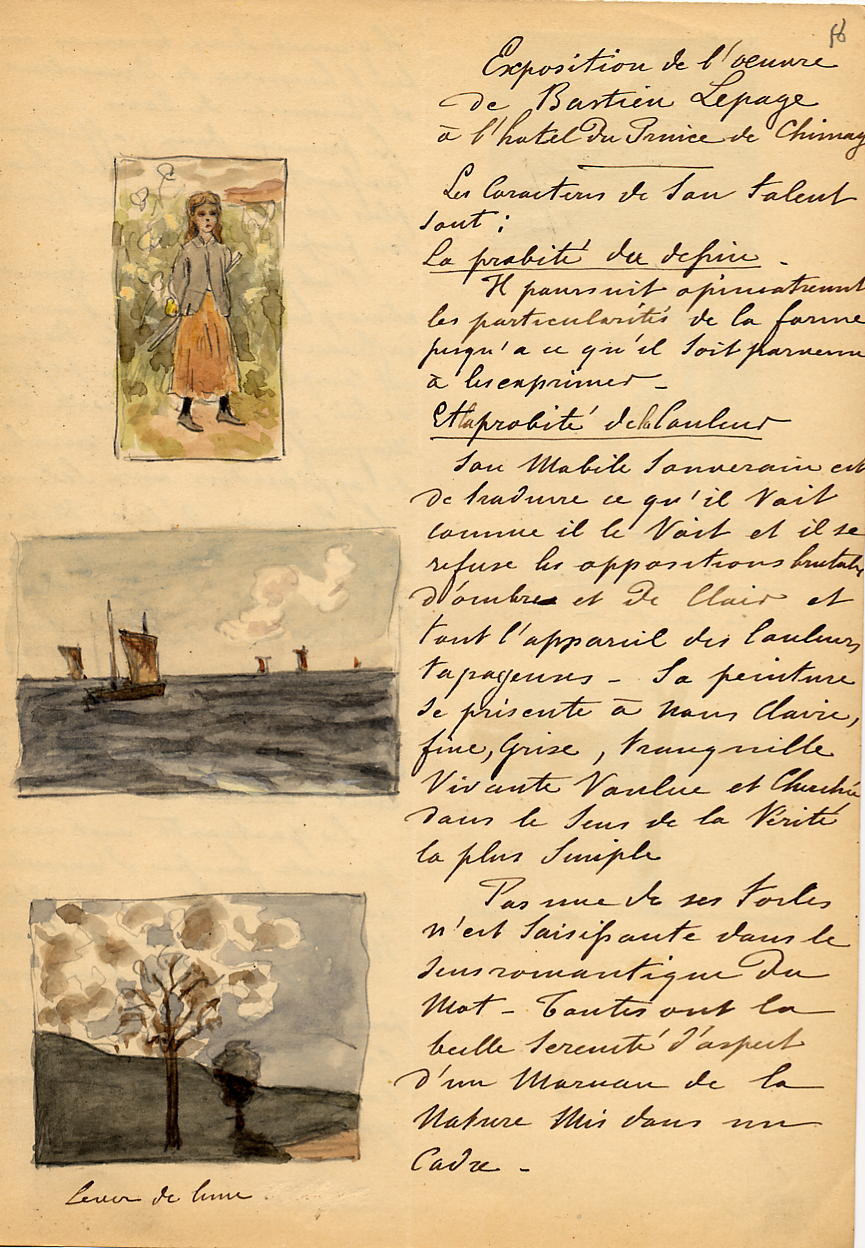 56
Exposition de l'oeuvre
de Bastien Lepage
à l'hotel Du Prince de Chimay
Les Caracteres de Son talent
sont :
La probité du dessin -
Il poursuit opiniatrement
les particularités de la forme
jusqu'a ce qu'il soit parvenu
à les exprimer -
Et la probité de la Couleur
Son Mobile Souverain est
de traduire ce qu'il Voit
comme il le Voit et il se
refuse les oppositions brutales
d'ombre et De Clair et
tout l'appareil des Couleurs
tapageuses - Sa peinture
se présente à nous Claire,
fine, Grise, tranquille
Vivante Voulue et Cherchée
dans le sens de la Vérité
la plus Simple
Pas une de ses toiles
n'est Saisissante dans le
sens romantique Du
Mot - Toutes ont la
belle Serenité d'aspect
d'un Morceau de la
Nature Mis dans un
Cadre -
Lever de lune